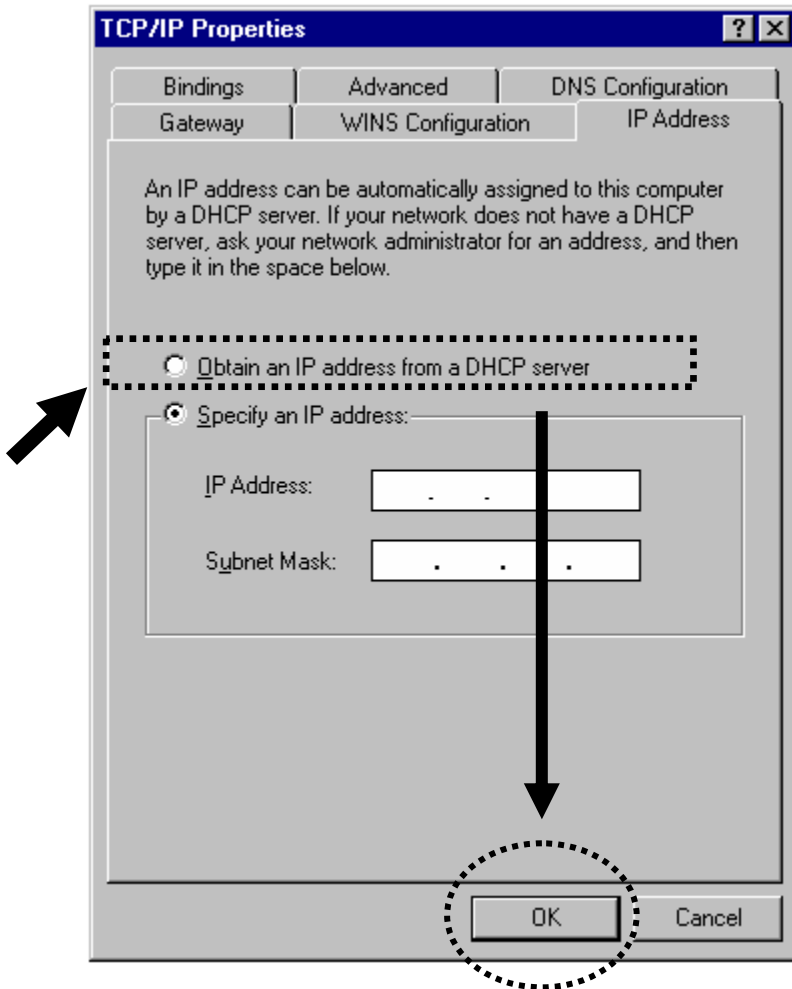 TCP/IP Properties
Bindings Advanced DNS Configuration
Gateway WINS Configuration IP Address
An IP address can be automatically assigned to this computer
by a DHCP server. If your network does not have a DHCP
server, ask your network administrator for an address, and then
type it in the space below.
Obtain an IP address from a DHCP server
Specify an IP address:
IP Address: . .
Subnet Mask: . . .
OK Cancel